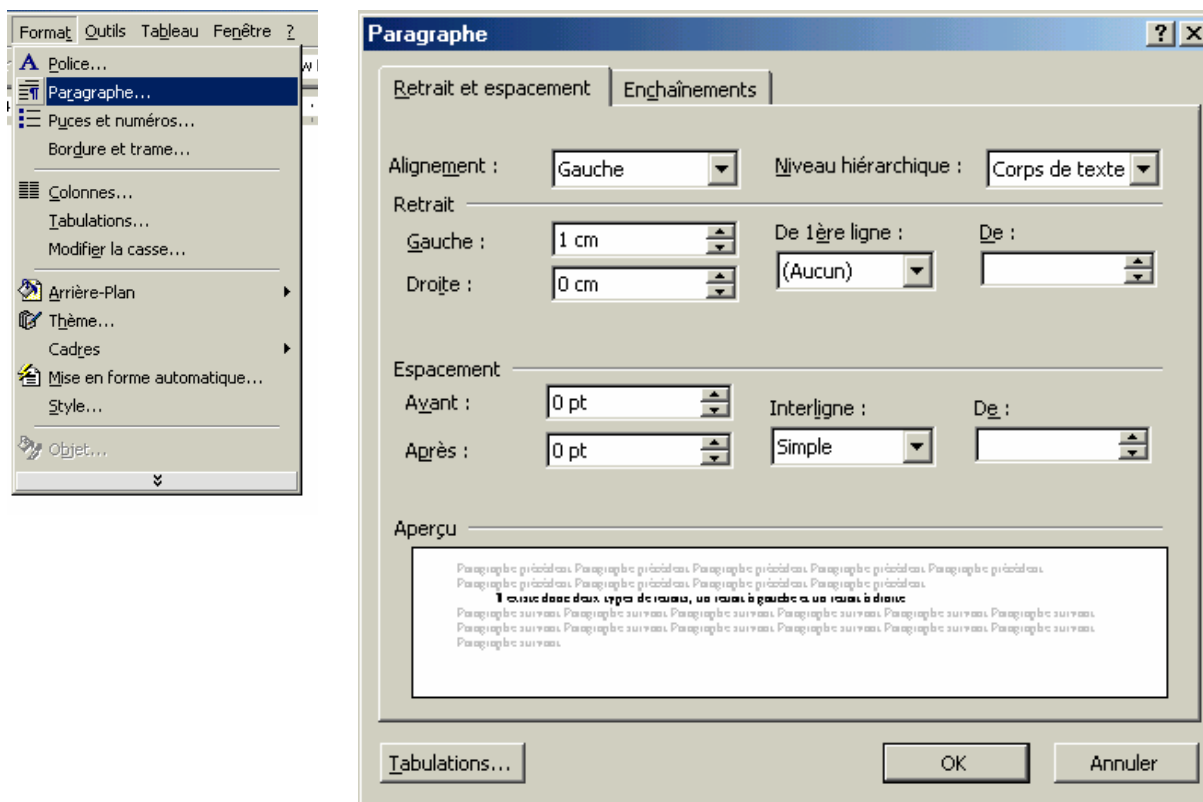 Format Outils Tableau Fenêtre ?
Police...
Paragraphe...
Puces et numéros...
Bordure et trame...
Colonnes...
Tabulations...
Modifier la casse...
Arrière-Plan
Thème...
Cadres
Mise en forme automatique...
Style...
Objet...
Paragraphe
Retrait et espacement Enchaînements
Alignement : Gauche Niveau hiérarchique : Corps de texte
Retrait
Gauche : 1 cm De 1ère ligne : De :
(Aucun)
Droite : 0 cm
Espacement
Avant : 0 pt Interligne : De :
Après : 0 pt Simple
Aperçu
Paragraphe précédent Paragraphe précédent Paragraphe précédent Paragraphe précédent Paragraphe précédent
Paragraphe précédent Paragraphe précédent Paragraphe précédent Paragraphe précédent
Il existe donc deux types de retraits, un retrait à gauche et un retrait à droite
Paragraphe suivant Paragraphe suivant Paragraphe suivant Paragraphe suivant Paragraphe suivant
Paragraphe suivant Paragraphe suivant Paragraphe suivant Paragraphe suivant Paragraphe suivant
Paragraphe suivant
Tabulations... OK Annuler